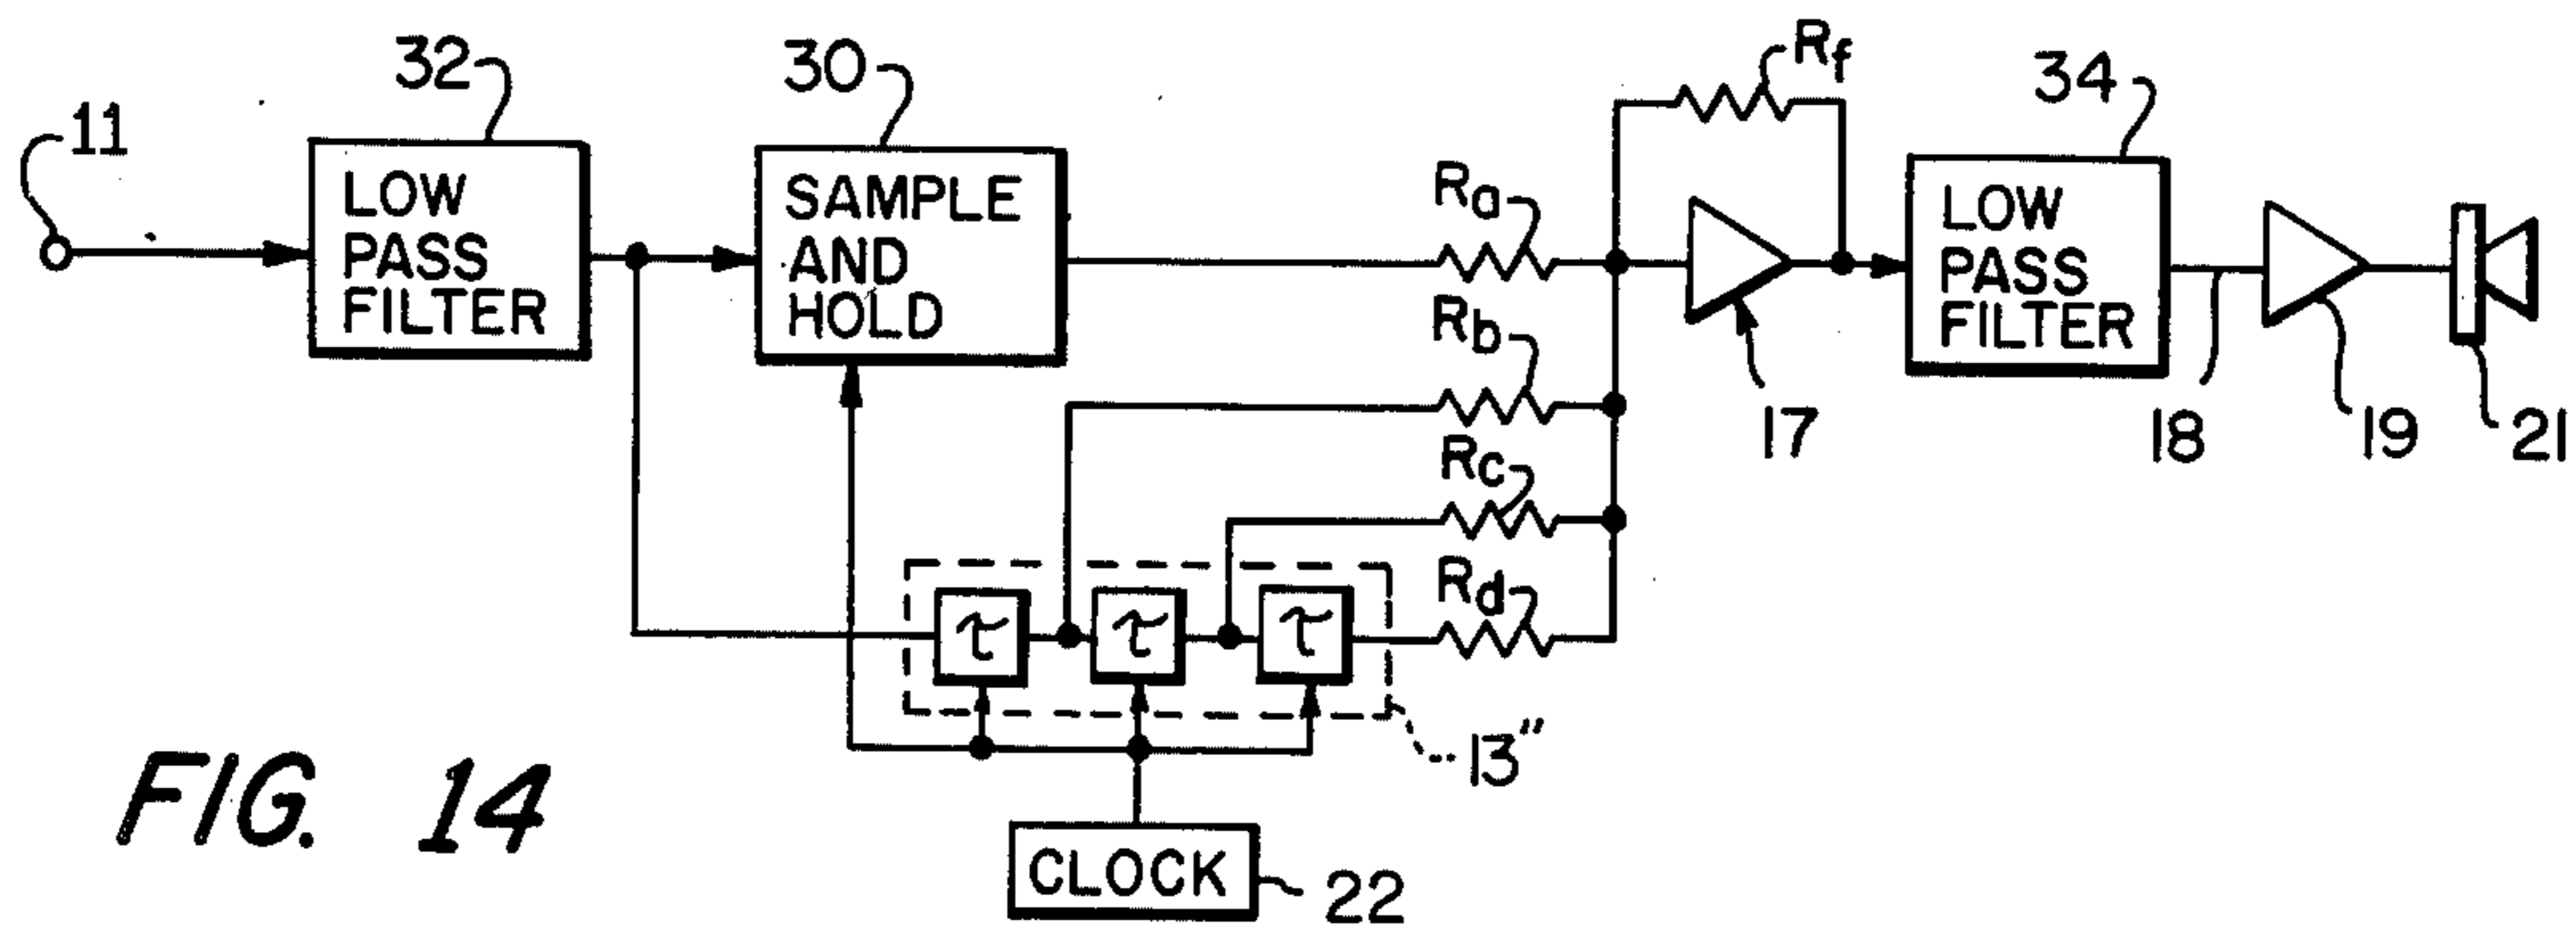 11
32
LOW
PASS
FILTER
30
SAMPLE
AND
HOLD
Ra
Rb
Rc
Rd
Rf
17
34
LOW
PASS
FILTER
18
19
21
τ
τ
τ
13"
CLOCK
22
FIG. 14